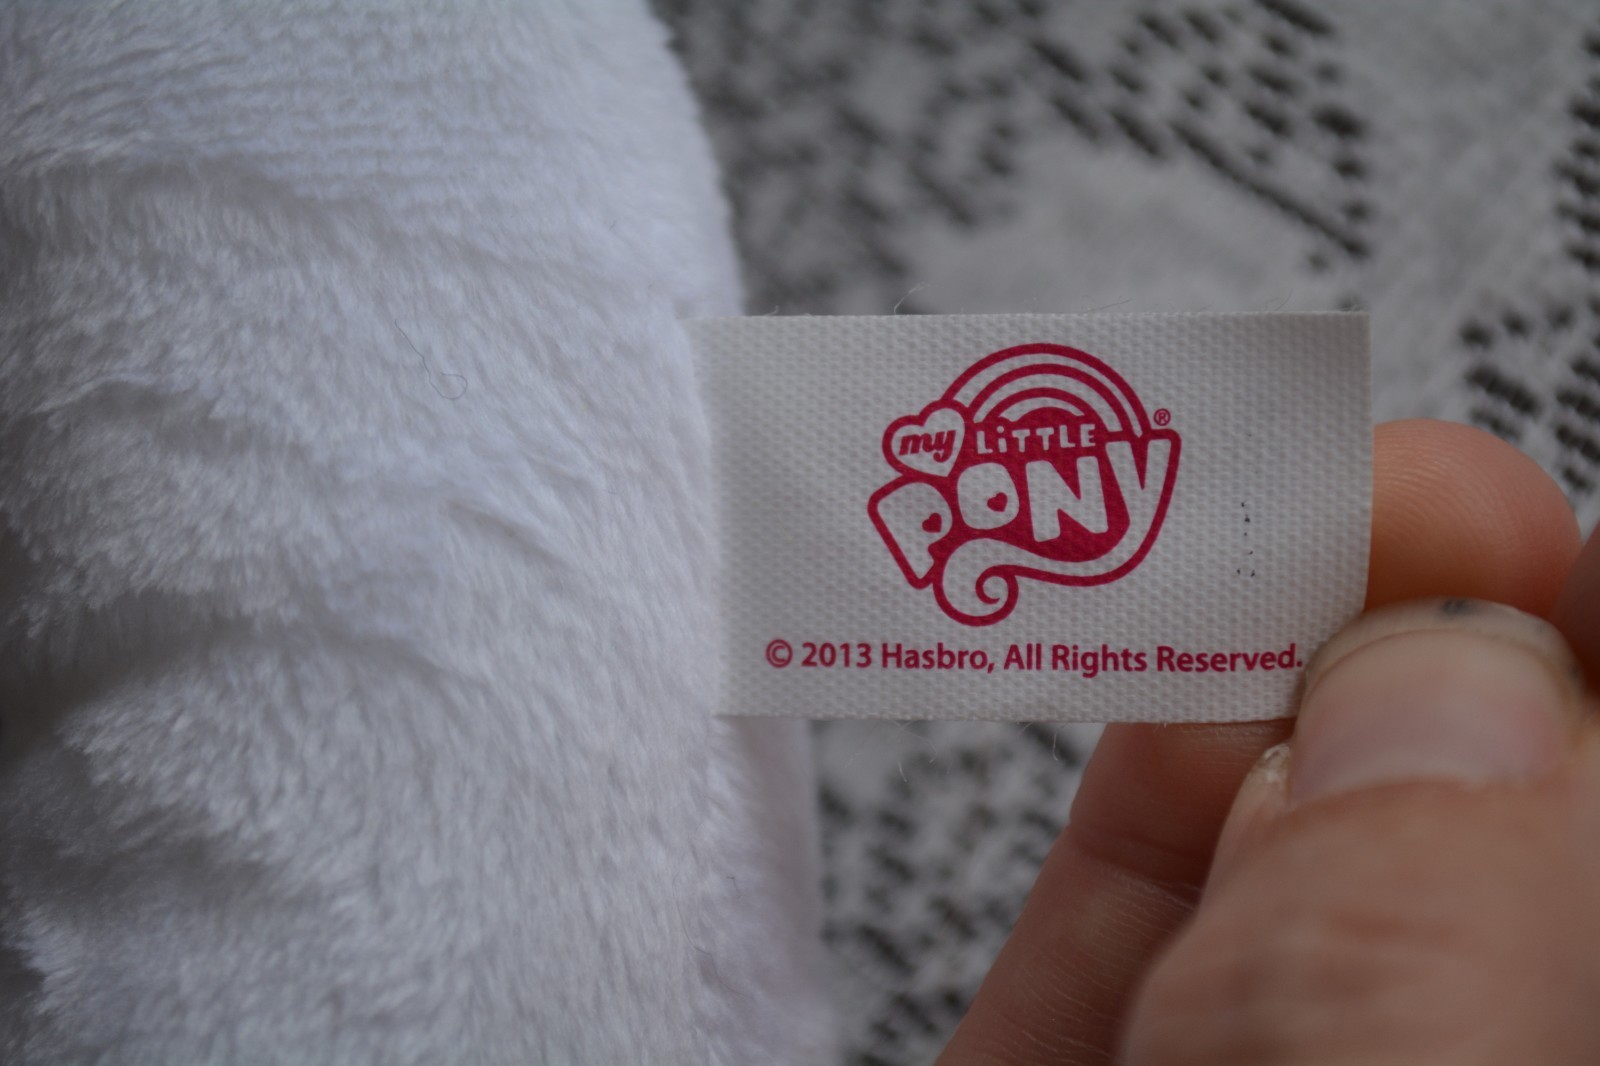 my LiTTLE ®
PONY
© 2013 Hasbro, All Rights Reserved.